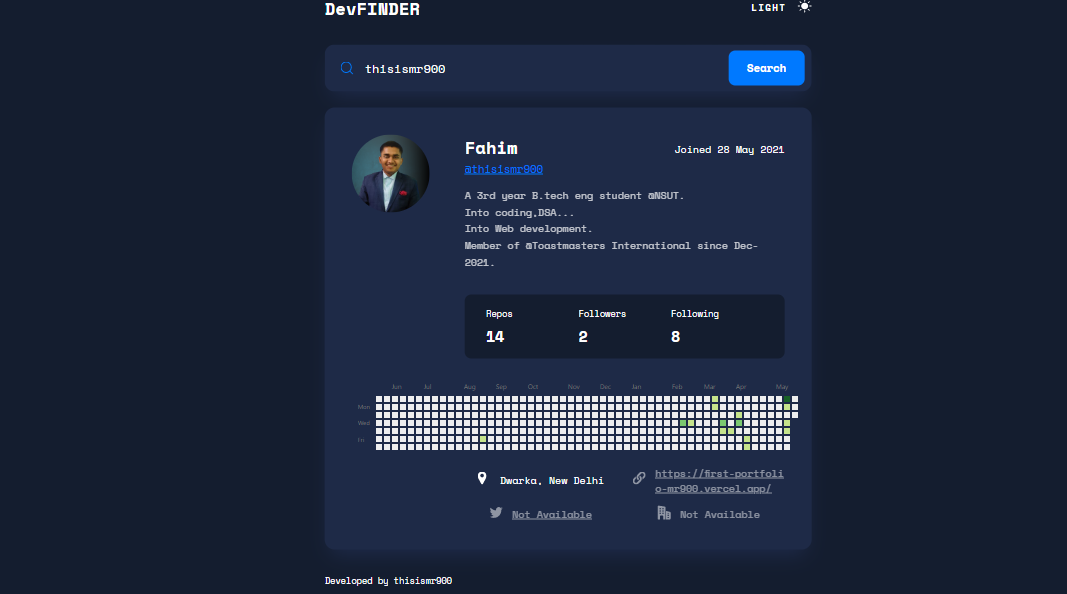 DevFINDER
LIGHT
thisismr900
Search
Fahim
Joined 28 May 2021
@thisismr900
A 3rd year B.tech eng student @NSUT.
Into coding,DSA...
Into Web development.
Member of @Toastmasters International since Dec-
2021.
Repos Followers Following
14 2 8
Jun Jul Aug Sep Oct Nov Dec Jan Feb Mar Apr May
Mon
Wed
Fri
Dwarka, New Delhi
https://first-portfoli
o-mr900.vercel.app/
Not Available
Not Available
Developed by thisismr900